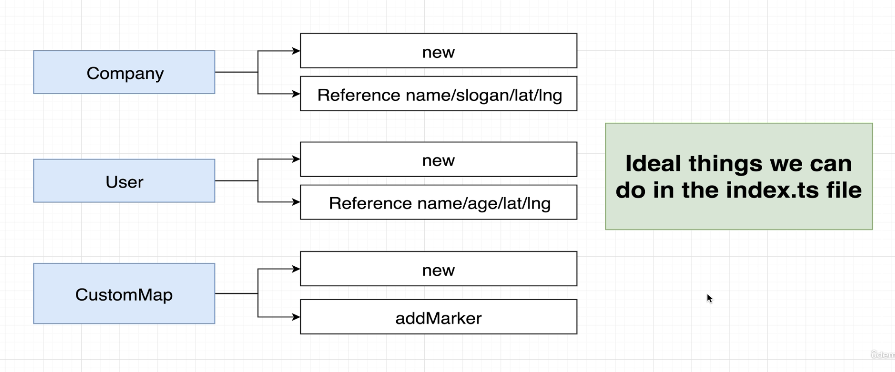 Company
new
Reference name/slogan/lat/lng
User
new
Reference name/age/lat/lng
CustomMap
new
addMarker
Ideal things we can
do in the index.ts file